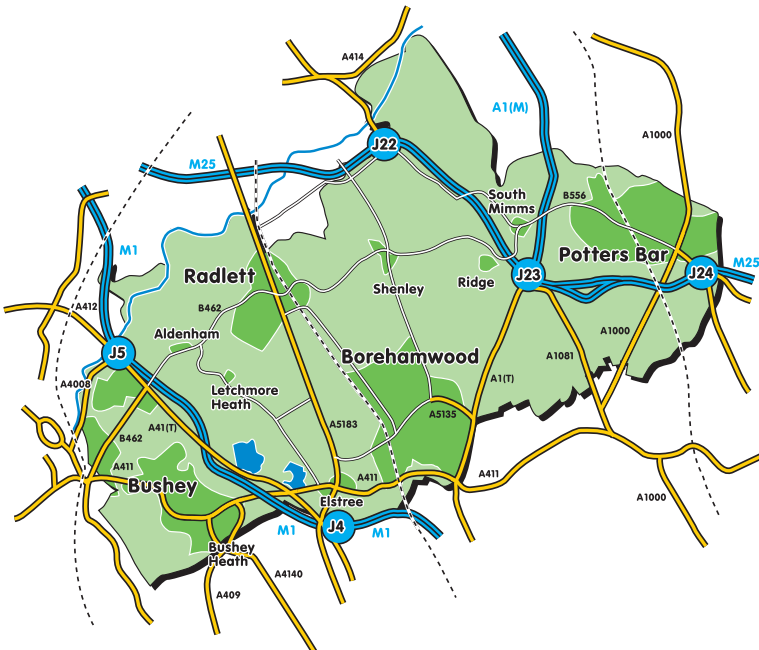 A414
A1(M)
A1000
J22
M25
South
Mimms
B556
M1
Potters Bar
Radlett
M25
J23
J24
Shenley
Ridge
A412
B462
Aldenham
A1000
J5
Borehamwood
A1081
A4008
Letchmore
Heath
A1(T)
A5135
A5183
A41(T)
B462
A411
A411
A411
Bushey
Elstree
A1000
M1
J4
M1
Bushey
Heath
A4140
A409